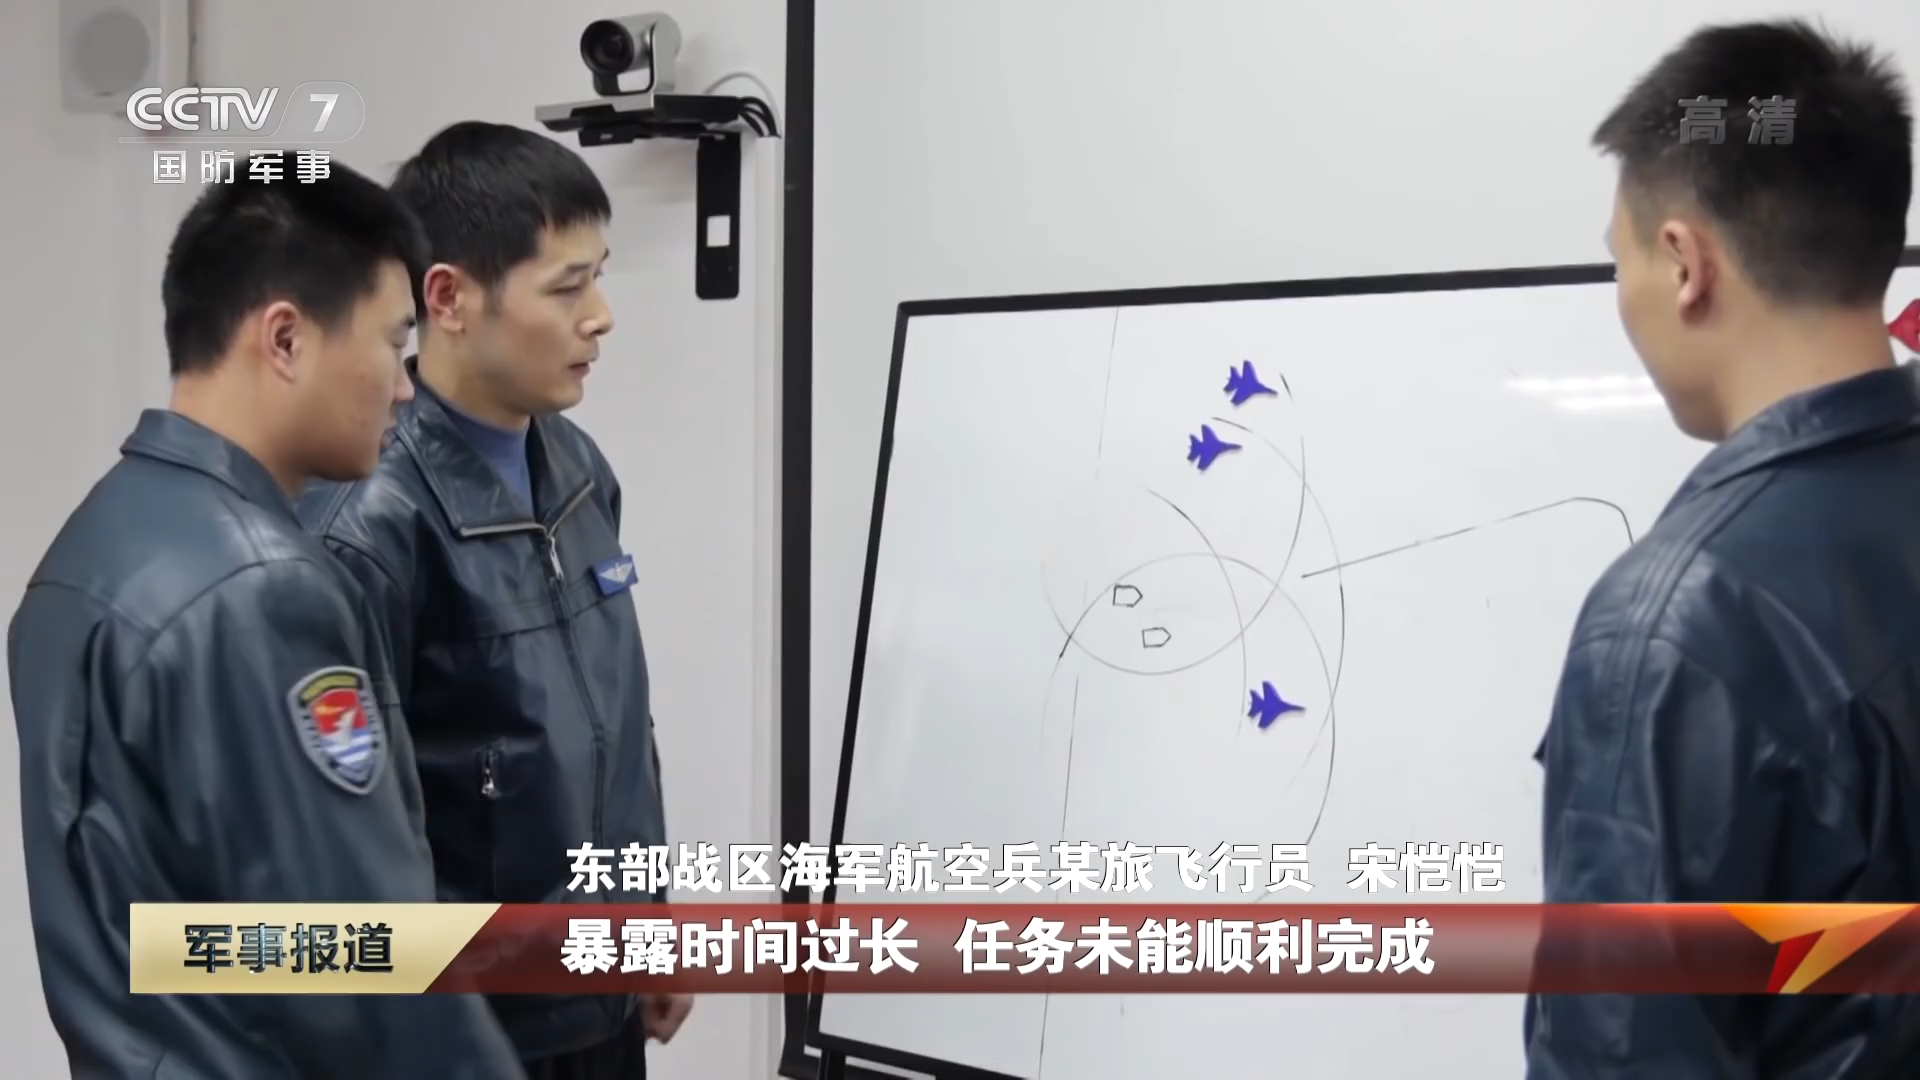 CCTV 7
国防军事
高清
东部战区海军航空兵某旅飞行员 宋恺恺
军事报道
暴露时间过长 任务未能顺利完成